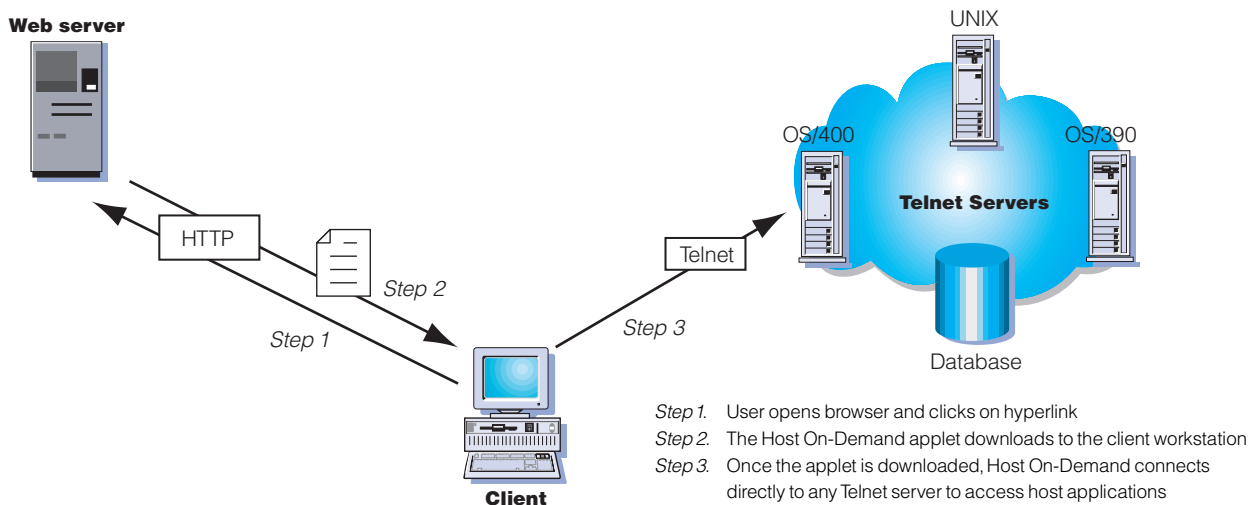 Web server
UNIX
OS/400
OS/390
Telnet Servers
HTTP
Telnet
Step 2
Step 1
Step 3
Database
Client
Step 1. User opens browser and clicks on hyperlink
Step 2. The Host On-Demand applet downloads to the client workstation
Step 3. Once the applet is downloaded, Host On-Demand connects
directly to any Telnet server to access host applications